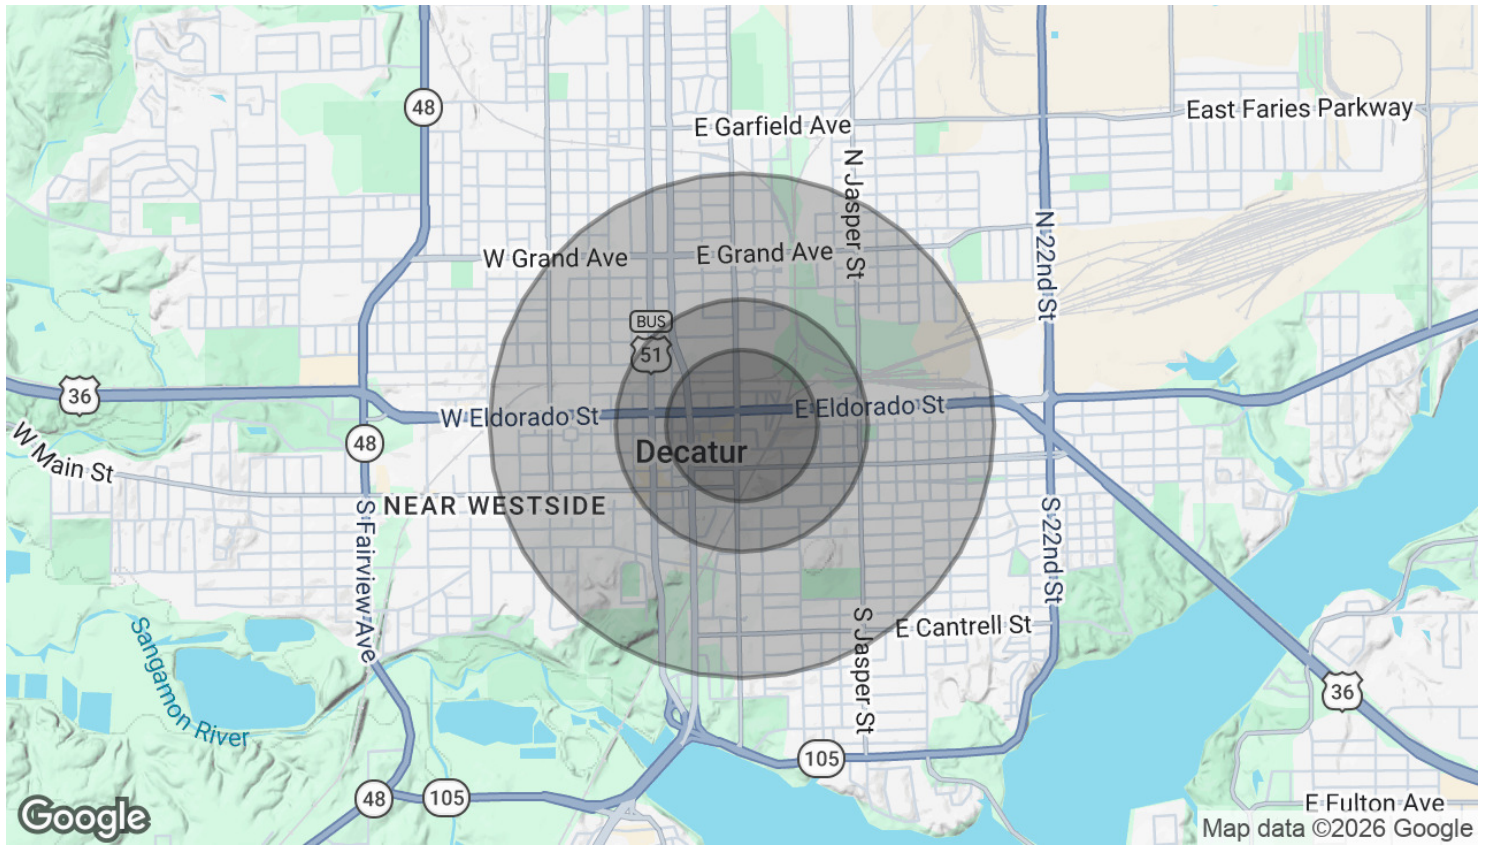 48
East Faries Parkway
E Garfield Ave
N Jasper St
N 22nd St
W Grand Ave
E Grand Ave
BUS
51
36
W Eldorado St
E Eldorado St
48
W Main St
Decatur
NEAR WESTSIDE
S Fairview Ave
S 22nd St
Sangamon River
S Jasper St
E Cantrell St
36
105
48
105
E Fulton Ave
Google
Map data ©2026 Google